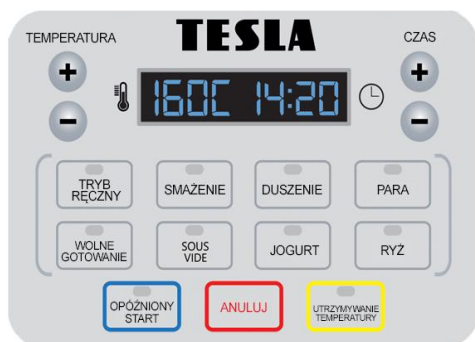 TEMPERATURA
TESLA
CZAS
160C 14:20
TRYB
RĘCZNY
SMAŻENIE
DUSZENIE
PARA
WOLNE
GOTOWANIE
SOUS
VIDE
JOGURT
RYŻ
OPÓŹNIONY
START
ANULUJ
UTRZYMYWANIE
TEMPERATURY